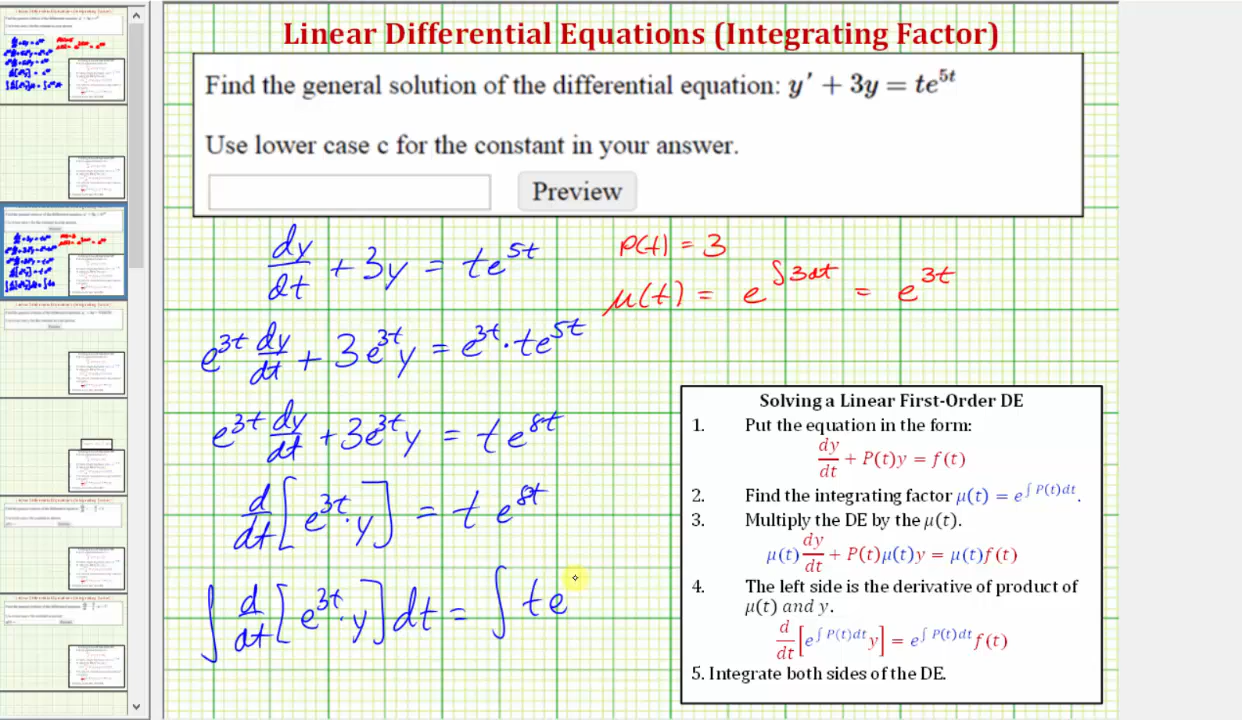 Linear Differential Equations (Integrating Factor)
Find the general solution of the differential equation: y′ + 3y = te^{5t}
Use lower case c for the constant in your answer.
Preview
dy/dt + 3y = te^{5t}
P(t) = 3
μ(t) = e^{∫3dt} = e^{3t}
e^{3t} dy/dt + 3e^{3t}y = e^{3t}·te^{5t}
e^{3t} dy/dt + 3e^{3t}y = te^{8t}
d/dt[e^{3t}·y] = te^{8t}
∫ d/dt[e^{3t}·y]dt = ∫te
Solving a Linear First-Order DE
1. Put the equation in the form:
dy/dt + P(t)y = f(t)
2. Find the integrating factor μ(t) = e^{∫P(t)dt}.
3. Multiply the DE by the μ(t).
μ(t) dy/dt + P(t)μ(t)y = μ(t)f(t)
4. The left side is the derivative of product of
μ(t) and y.
d/dt[e^{∫P(t)dt}y] = e^{∫P(t)dt}f(t)
5. Integrate both sides of the DE.